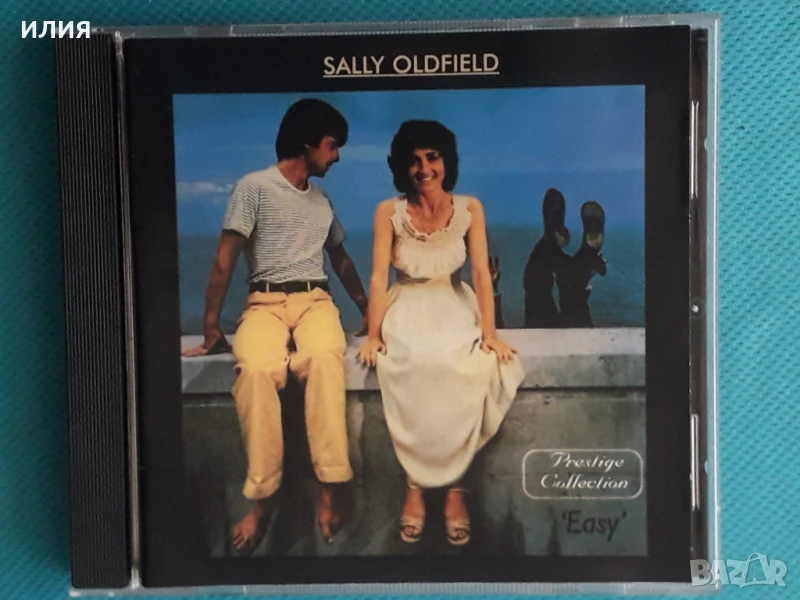 илия
SALLY OLDFIELD
Prestige
Collection
'Easy'
BAZAR